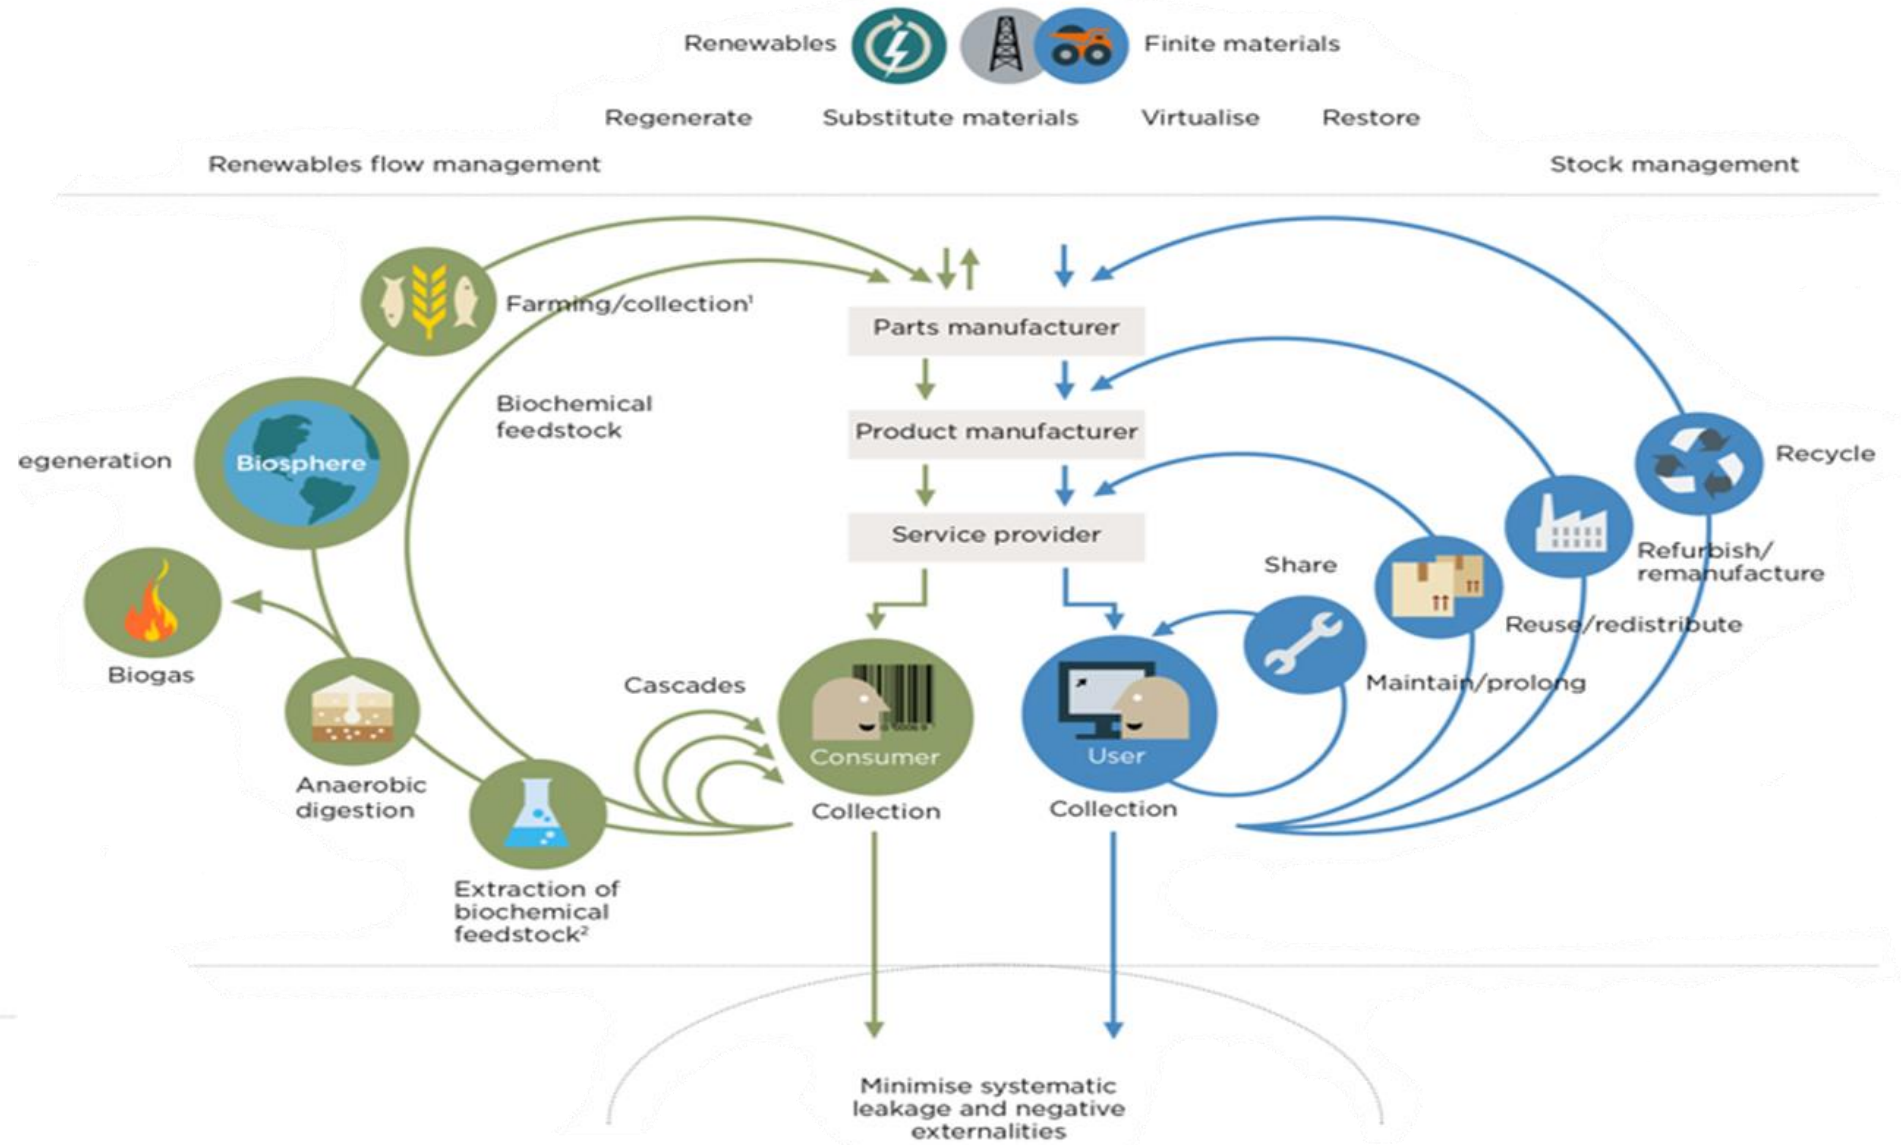 Renewables
Finite materials
Regenerate
Substitute materials
Virtualise
Restore
Renewables flow management
Stock management
Farming/collection¹
Parts manufacturer
Biochemical
feedstock
Product manufacturer
egeneration
Biosphere
Recycle
Service provider
Share
Refurbish/
remanufacture
Reuse/redistribute
Biogas
Cascades
Maintain/prolong
Consumer
User
Anaerobic
digestion
Collection
Collection
Extraction of
biochemical
feedstock²
Minimise systematic
leakage and negative
externalities